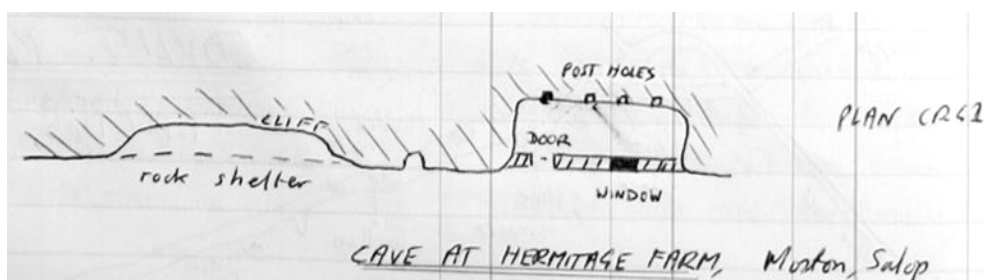 POST HOLES
CLIFF
PLAN
DOOR
rock shelter
WINDOW
CAVE AT HERMITAGE FARM, Morton, Salop